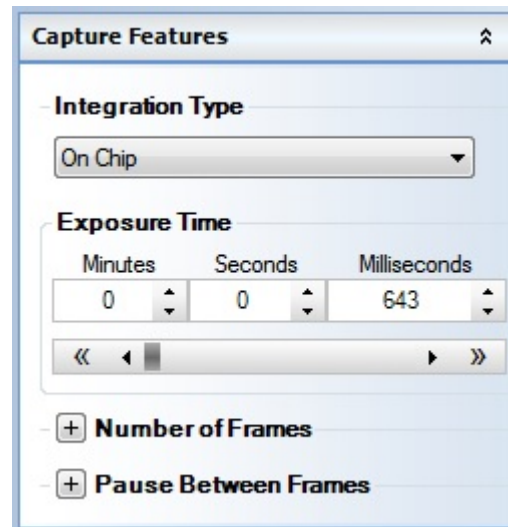 Capture Features
Integration Type
On Chip
Exposure Time
Minutes Seconds Milliseconds
0 0 643
Number of Frames
Pause Between Frames